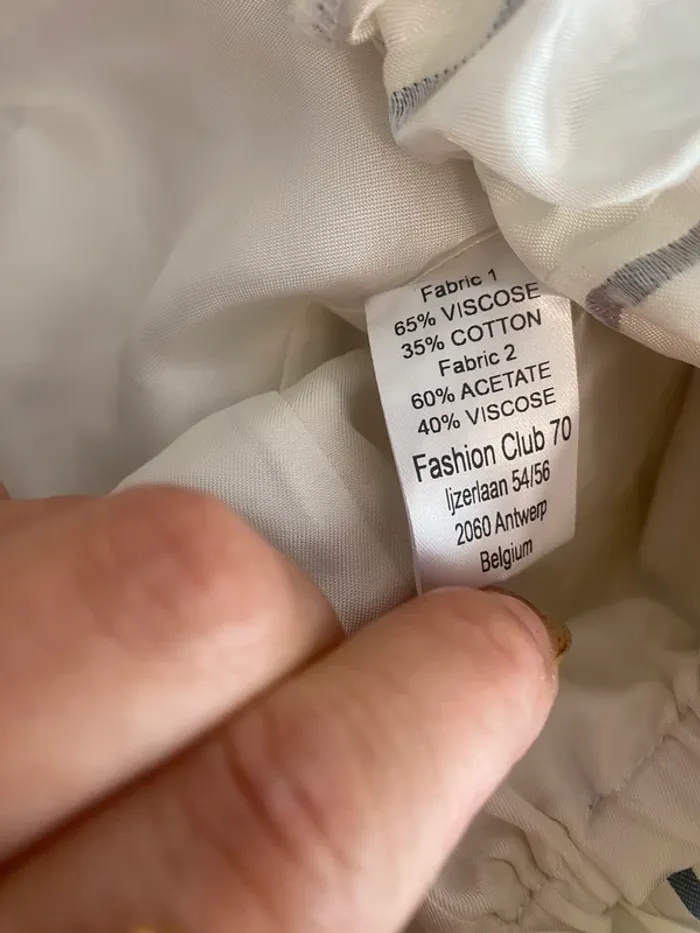 Fabric 1
65% VISCOSE
35% COTTON
Fabric 2
60% ACETATE
40% VISCOSE
Fashion Club 70
Ijzerlaan 54/56
2060 Antwerp
Belgium